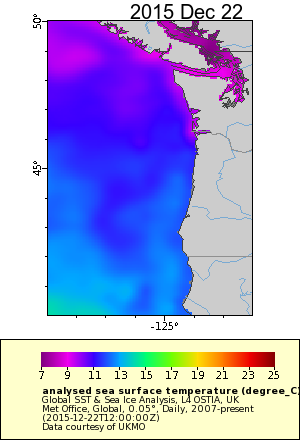 2015 Dec 22
50°
45°
-125°
7 9 11 13 15 17 19 21 23 25
analysed sea surface temperature (degree_C)
Global SST & Sea Ice Analysis, L4 OSTIA, UK
Met Office, Global, 0.05°, Daily, 2007-present
(2015-12-22T12:00:00Z)
Data courtesy of UKMO